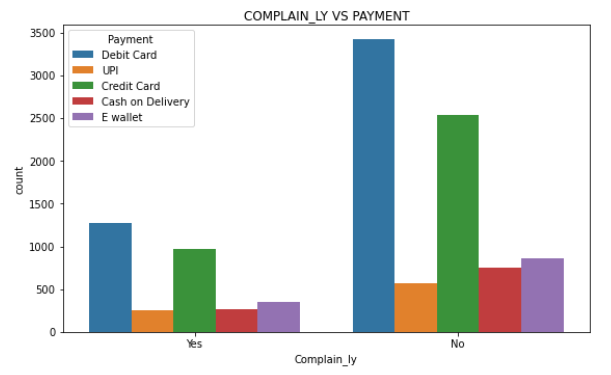 COMPLAIN_LY VS PAYMENT
Payment
Debit Card
UPI
Credit Card
Cash on Delivery
E wallet
3500
3000
2500
2000
1500
1000
500
0
count
Yes
No
Complain_ly